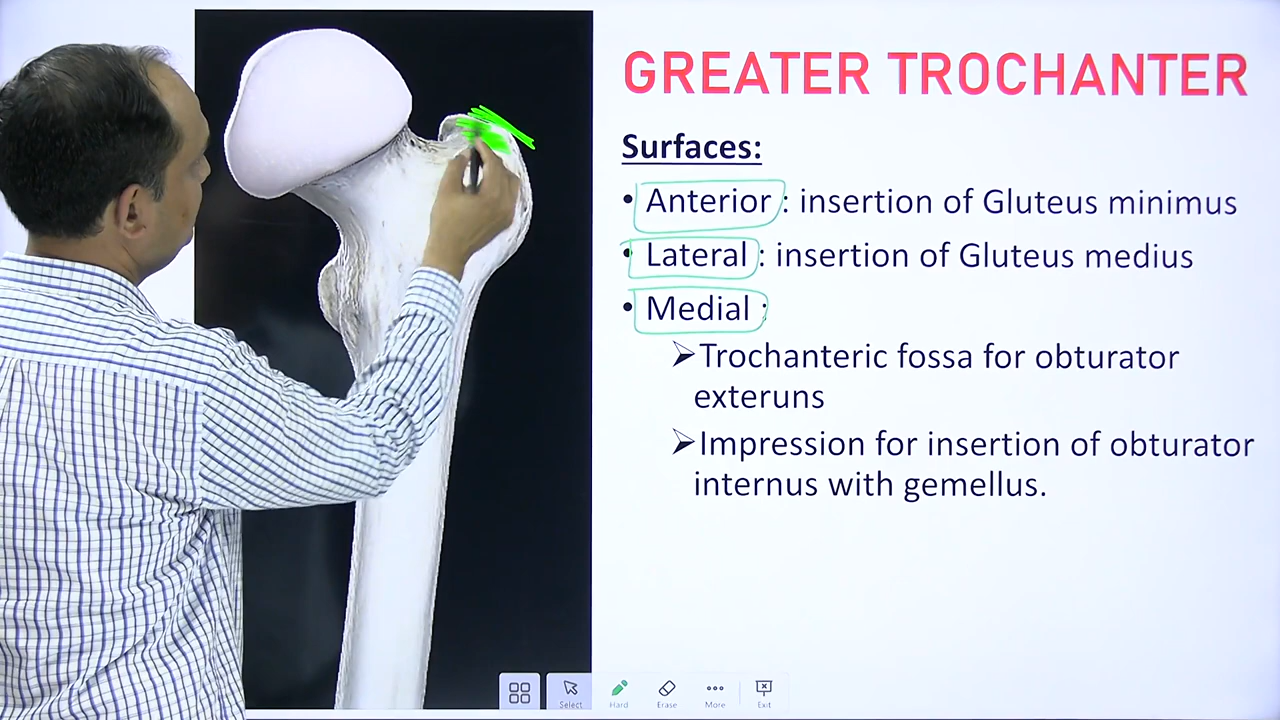 GREATER TROCHANTER
Surfaces:
• Anterior : insertion of Gluteus minimus
• Lateral : insertion of Gluteus medius
• Medial :
➢Trochanteric fossa for obturator
exteruns
➢Impression for insertion of obturator
internus with gemellus.
Select
Hard
Erase
More
Exit